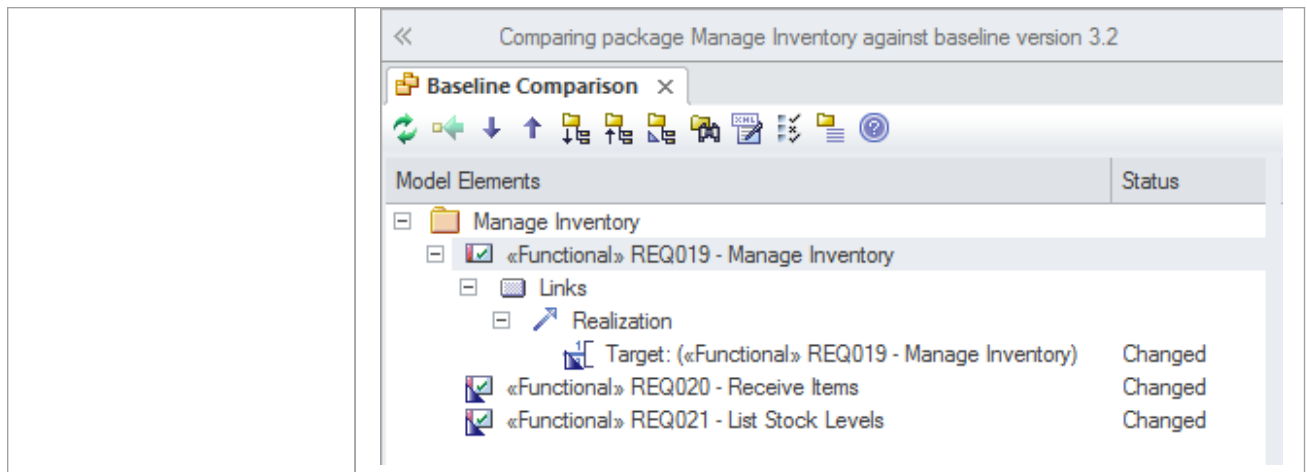 Comparing package Manage Inventory against baseline version 3.2
Baseline Comparison
Model Elements Status
Manage Inventory
«Functional» REQ019 - Manage Inventory
Links
Realization
Target: («Functional» REQ019 - Manage Inventory) Changed
«Functional» REQ020 - Receive Items Changed
«Functional» REQ021 - List Stock Levels Changed